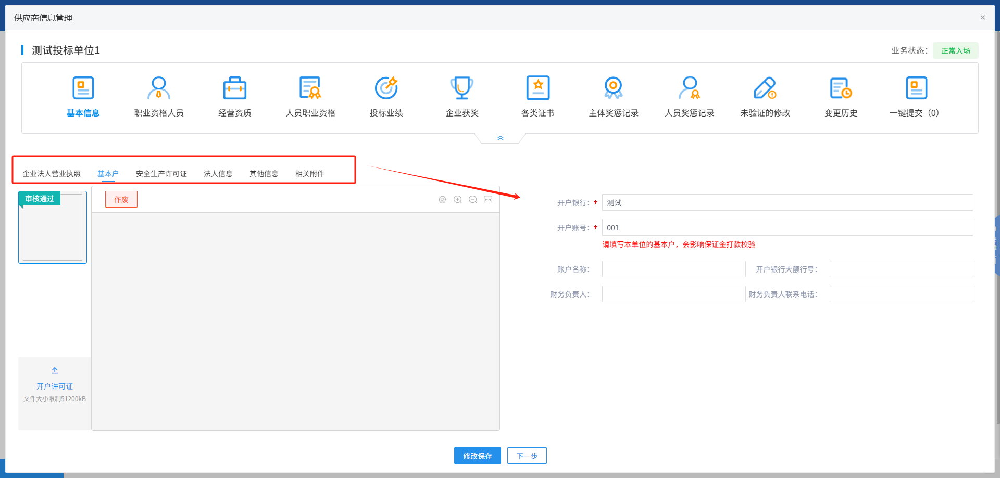 供应商信息管理
测试投标单位1
业务状态：
正常入场
基本信息
职业资格人员
经营资质
人员职业资格
投标业绩
企业获奖
各类证书
主体奖惩记录
人员奖惩记录
未验证的修改
变更历史
一键提交（0）
企业法人营业执照
基本户
安全生产许可证
法人信息
其他信息
相关附件
审核通过
作废
开户银行：*
测试
开户账号：*
001
请填写本单位的基本户，会影响保证金打款校验
账户名称：
开户银行大额行号：
财务负责人：
财务负责人联系电话：
开户许可证
文件大小限制51200kB
修改保存
下一步